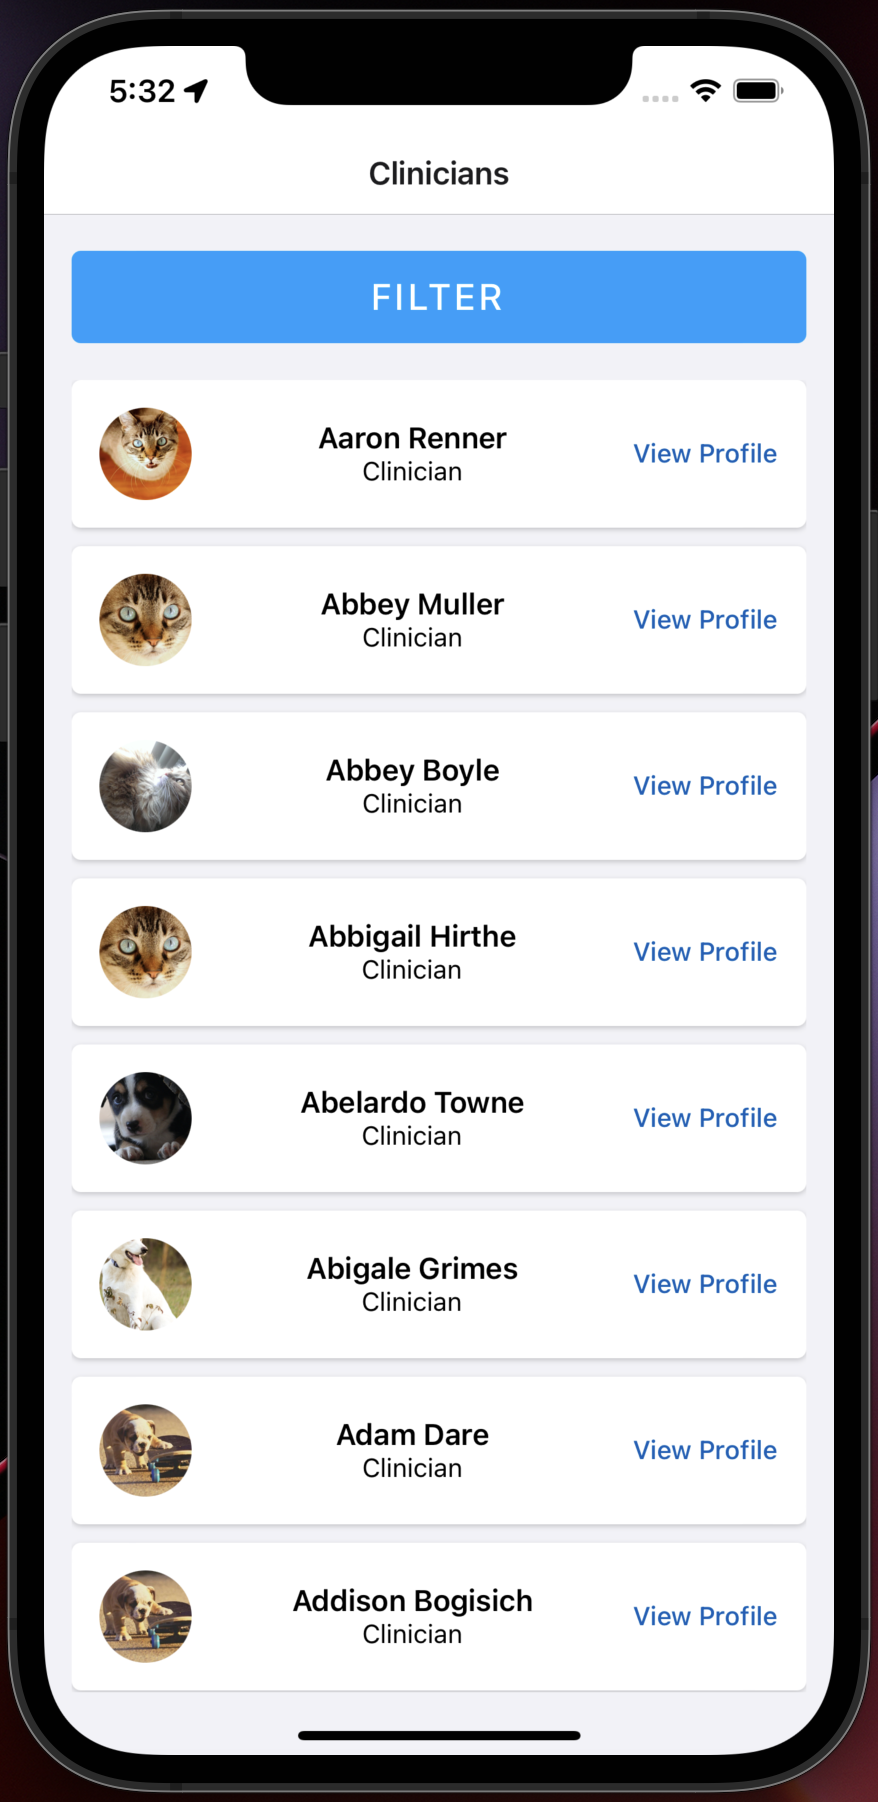 5:32
Clinicians
FILTER
Aaron Renner
Clinician
View Profile
Abbey Muller
Clinician
View Profile
Abbey Boyle
Clinician
View Profile
Abbigail Hirthe
Clinician
View Profile
Abelardo Towne
Clinician
View Profile
Abigale Grimes
Clinician
View Profile
Adam Dare
Clinician
View Profile
Addison Bogisich
Clinician
View Profile